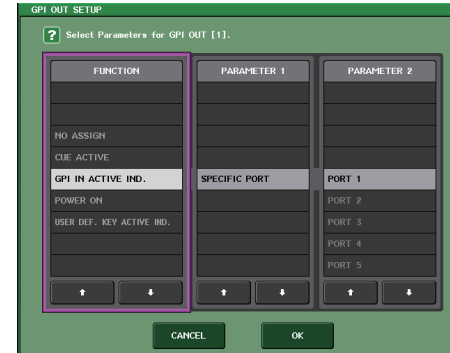 GPI OUT SETUP
? Select Parameters for GPI OUT [1].
FUNCTION PARAMETER 1 PARAMETER 2
NO ASSIGN
CUE ACTIVE
GPI IN ACTIVE IND. SPECIFIC PORT PORT 1
POWER ON PORT 2
USER DEF. KEY ACTIVE IND. PORT 3
PORT 4
PORT 5
CANCEL OK